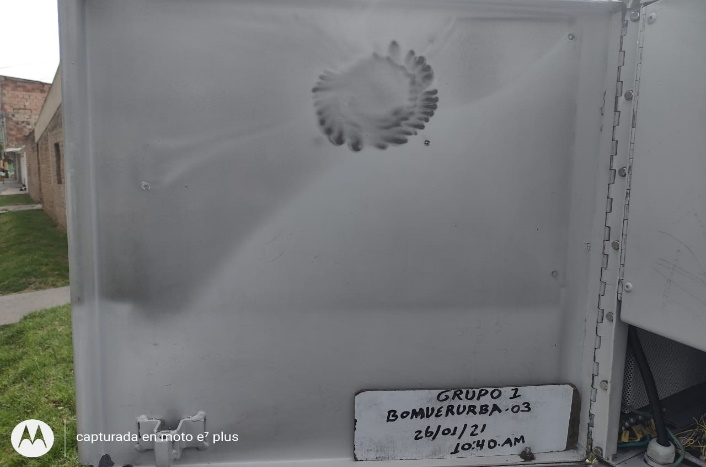 GRUPO 1
BOMVERURBA-03
26/01/21
10:40 AM
capturada en moto e⁷ plus